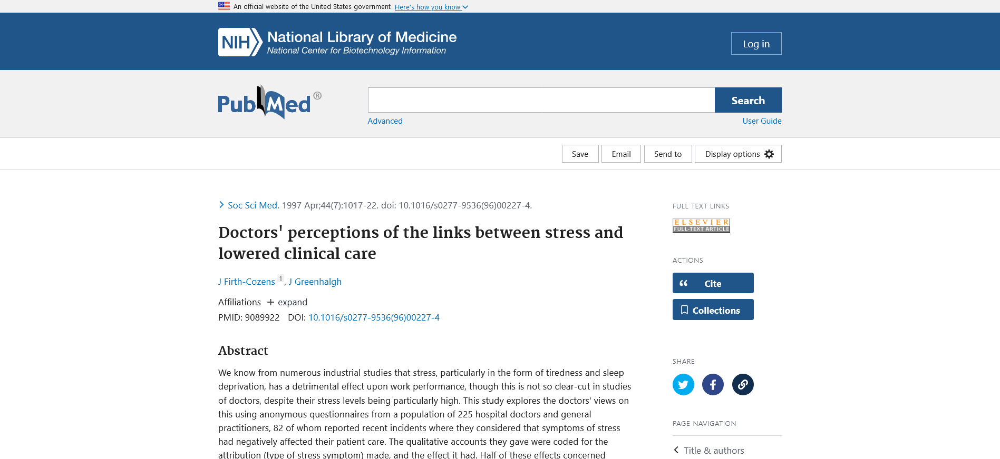 An official website of the United States government Here's how you know
NIH National Library of Medicine
National Center for Biotechnology Information
Log in
PubMed®
Search
Advanced
User Guide
Save
Email
Send to
Display options
Soc Sci Med. 1997 Apr;44(7):1017-22. doi: 10.1016/s0277-9536(96)00227-4.
Doctors' perceptions of the links between stress and
lowered clinical care
J Firth-Cozens 1, J Greenhalgh
Affiliations + expand
PMID: 9089922 DOI: 10.1016/s0277-9536(96)00227-4
Abstract
We know from numerous industrial studies that stress, particularly in the form of tiredness and sleep
deprivation, has a detrimental effect upon work performance, though this is not so clear-cut in studies
of doctors, despite their stress levels being particularly high. This study explores the doctors' views on
this using anonymous questionnaires from a population of 225 hospital doctors and general
practitioners, 82 of whom reported recent incidents where they considered that symptoms of stress
had negatively affected their patient care. The qualitative accounts they gave were coded for the
attribution (type of stress symptom) made, and the effect it had. Half of these effects concerned
FULL TEXT LINKS
ELSEVIER
FULL-TEXT ARTICLE
ACTIONS
Cite
Collections
SHARE
PAGE NAVIGATION
Title & authors